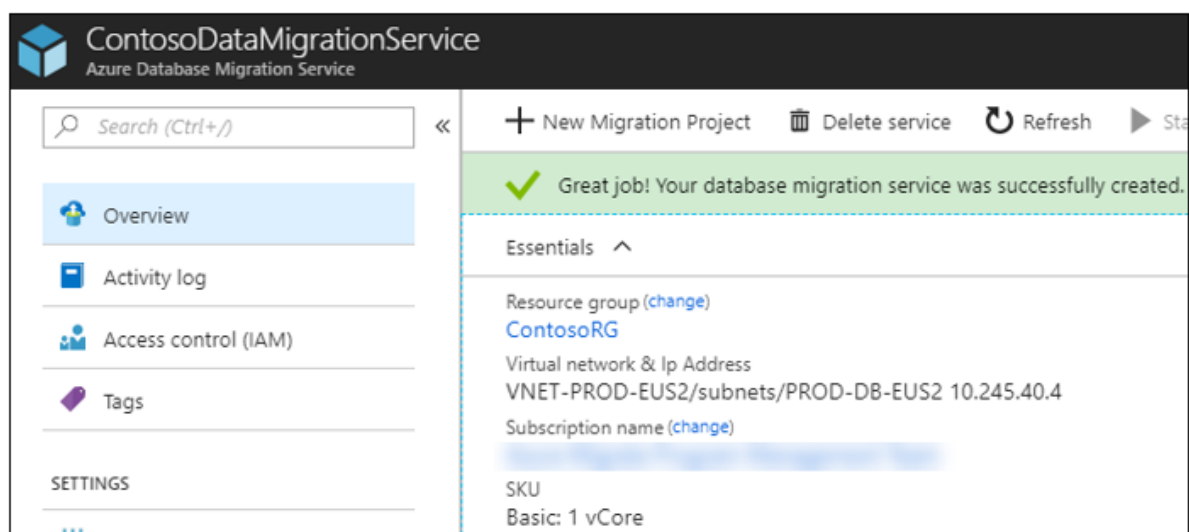 ContosoDataMigrationService
Azure Database Migration Service
Search (Ctrl+/)
«
New Migration Project Delete service Refresh
Great job! Your database migration service was successfully created.
Overview
Essentials
Activity log
Resource group (change)
ContosoRG
Access control (IAM)
Virtual network & Ip Address
VNET-PROD-EUS2/subnets/PROD-DB-EUS2 10.245.40.4
Tags
Subscription name (change)
SETTINGS
SKU
Basic: 1 vCore